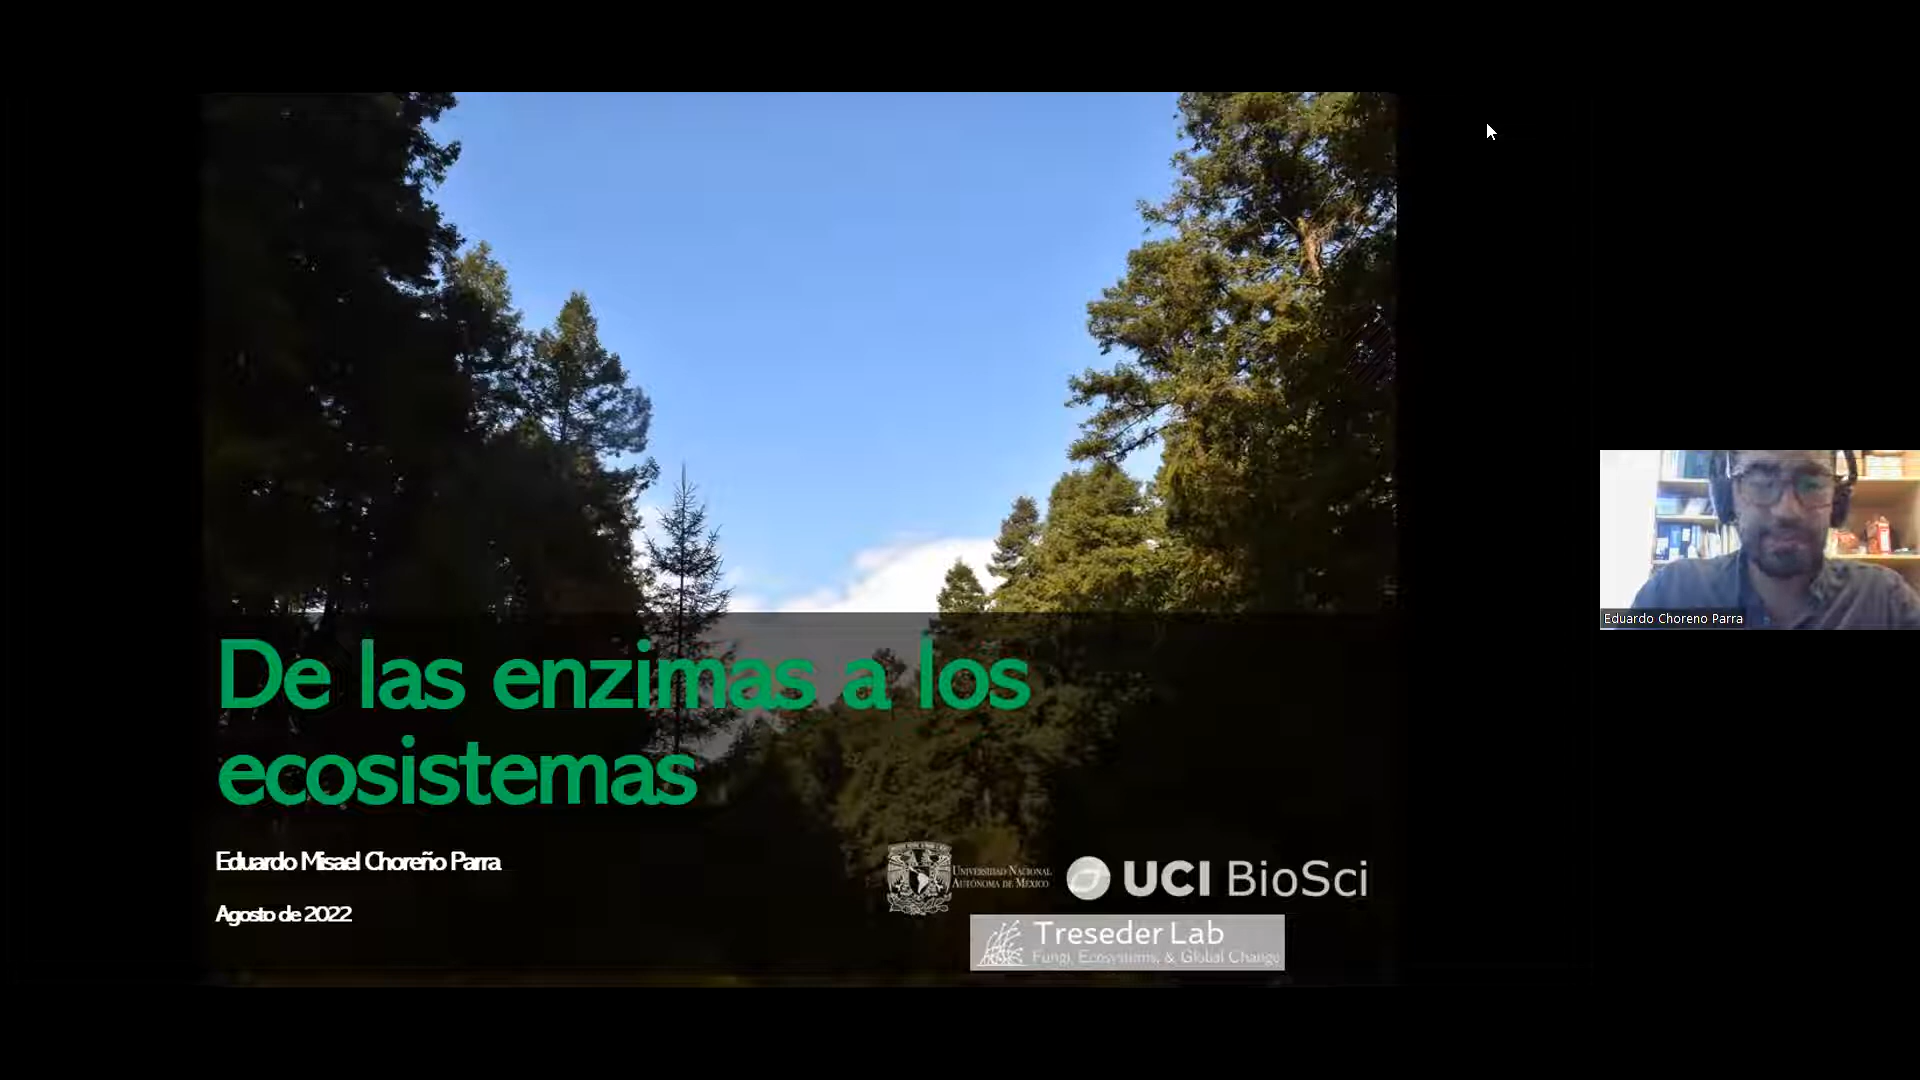 De las enzimas a los
ecosistemas
Eduardo Misael Choreño Parra
Agosto de 2022
UNIVERSIDAD NACIONAL
AUTÓNOMA DE MÉXICO
UCI BioSci
Treseder Lab
Fungi, Ecosystems, & Global Change
Eduardo Choreno Parra